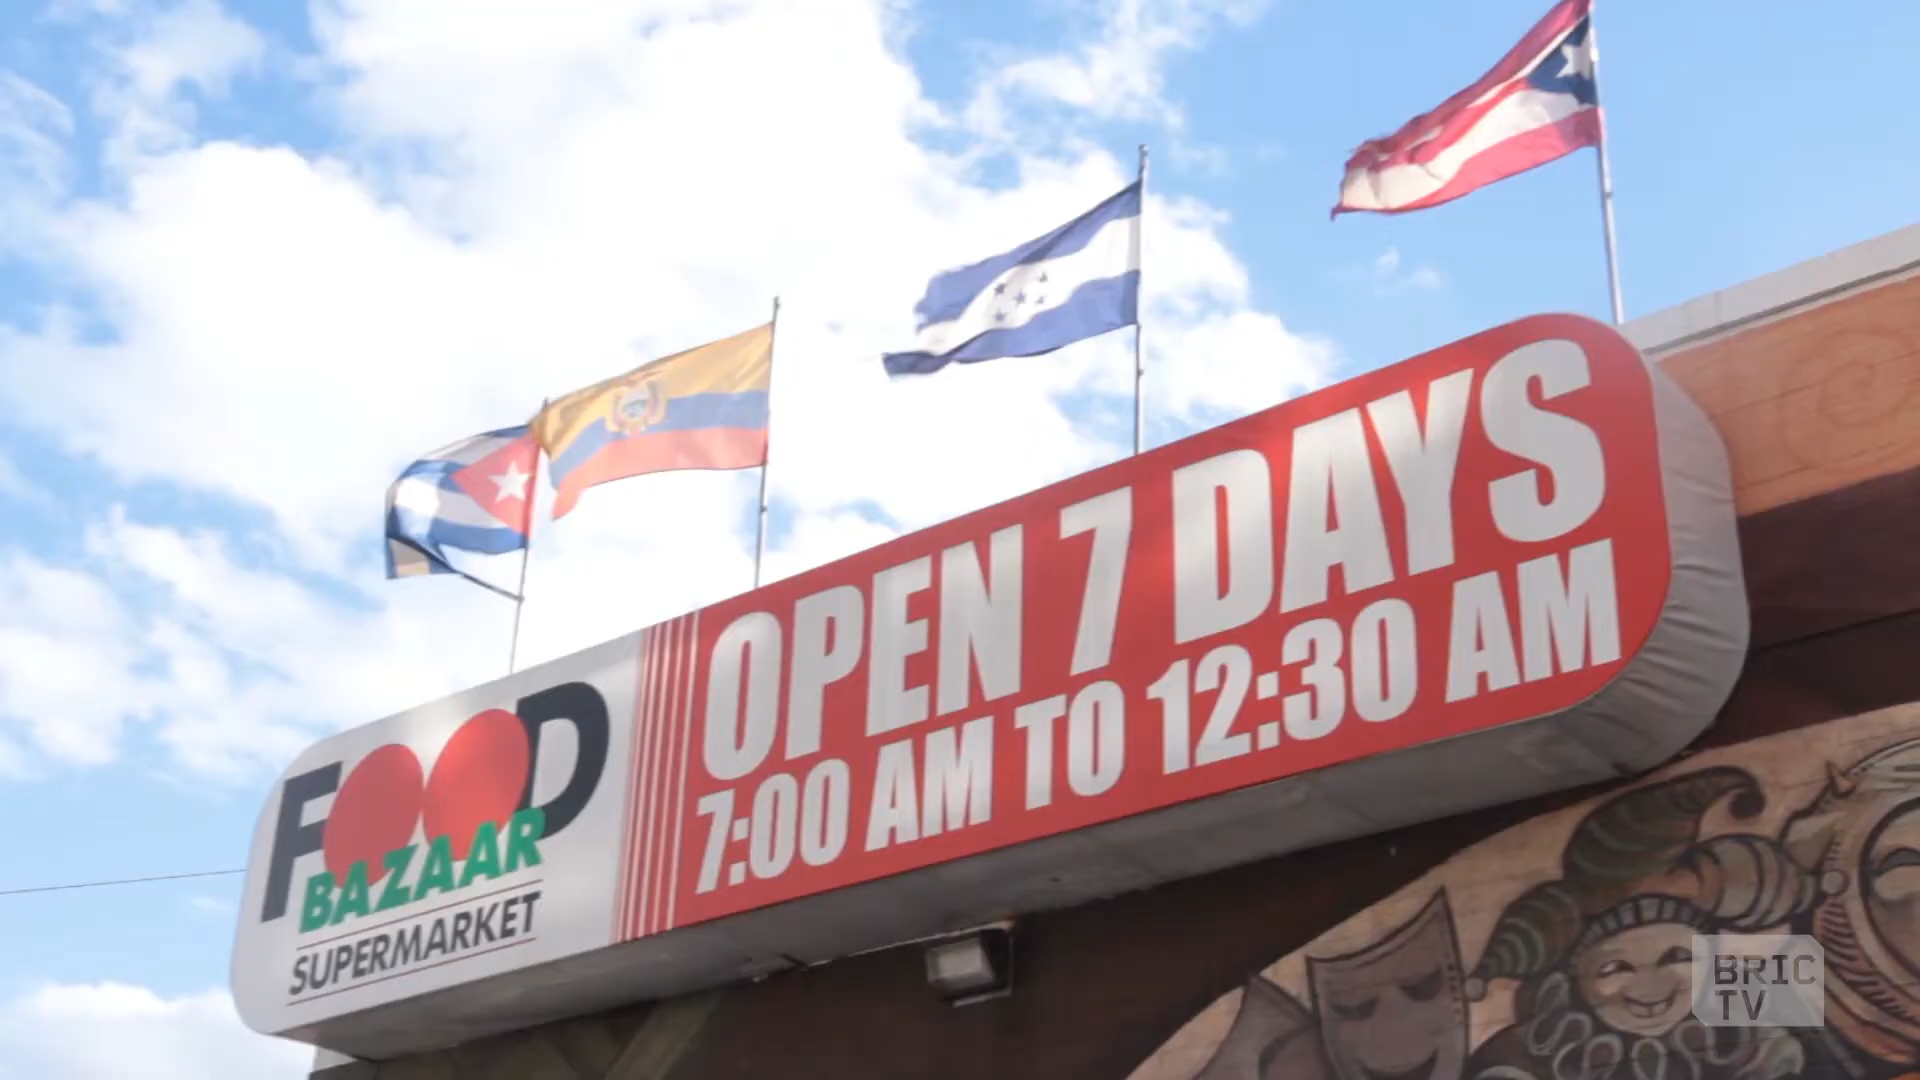 FOOD
BAZAAR
SUPERMARKET
OPEN 7 DAYS
7:00 AM TO 12:30 AM
BRIC
TV